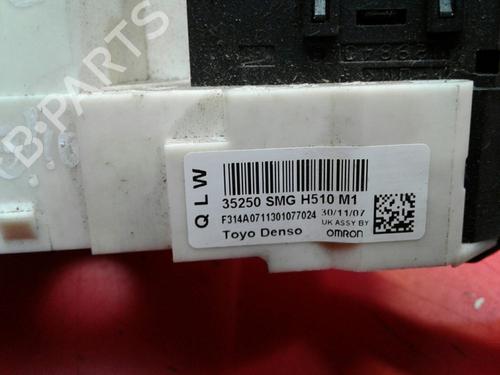 B-PARTS
QLW
35250 SMG H510 M1
F314A0711301077024 30/11/07
UK ASSY BY
Toyo Denso OMRON